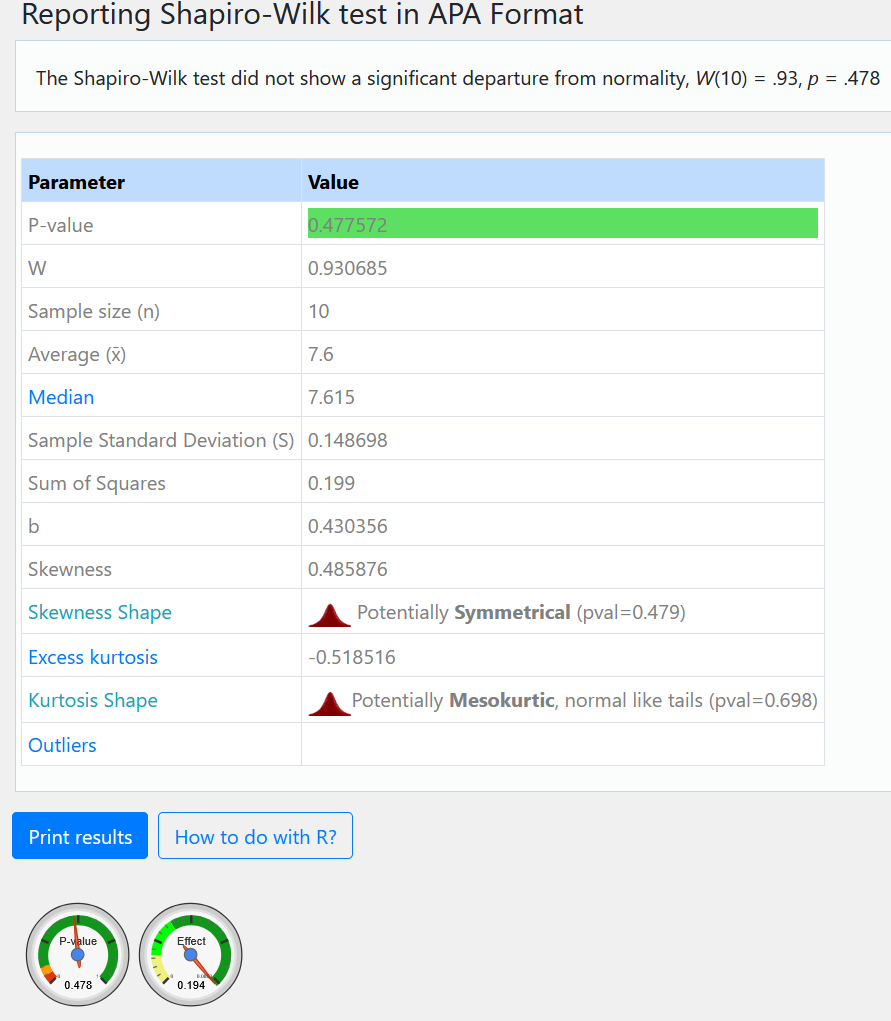 Reporting Shapiro-Wilk test in APA Format
The Shapiro-Wilk test did not show a significant departure from normality, W(10) = .93, p = .478
Parameter Value
P-value 0.477572
W 0.930685
Sample size (n) 10
Average (x̄) 7.6
Median 7.615
Sample Standard Deviation (S) 0.148698
Sum of Squares 0.199
b 0.430356
Skewness 0.485876
Skewness Shape Potentially Symmetrical (pval=0.479)
Excess kurtosis -0.518516
Kurtosis Shape Potentially Mesokurtic, normal like tails (pval=0.698)
Outliers
Print results How to do with R?
P-value Effect
0.478 0.194